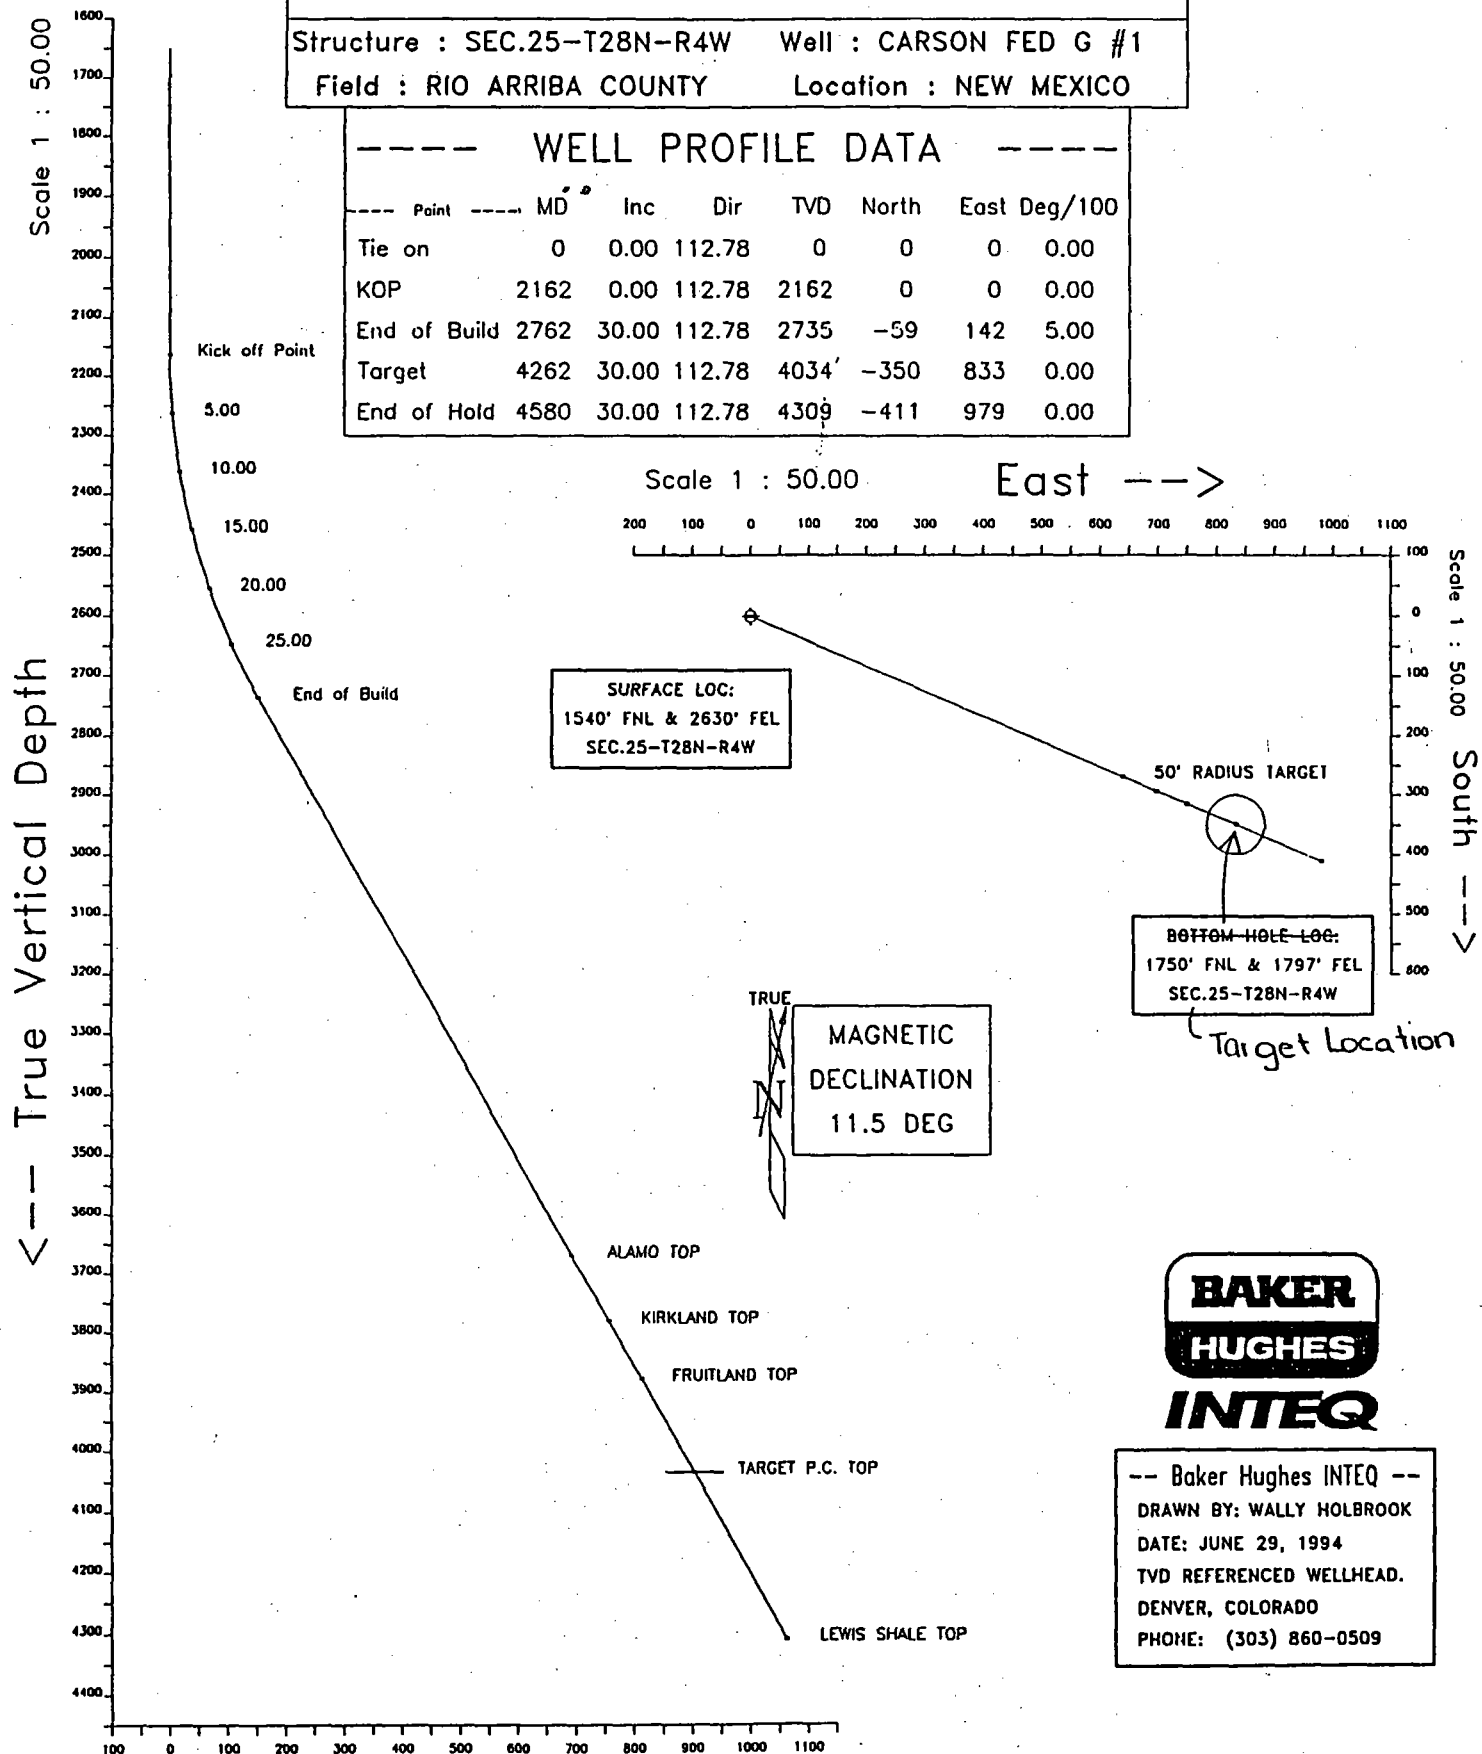 Structure : SEC.25-T28N-R4W Well : CARSON FED G #1
Field : RIO ARRIBA COUNTY Location : NEW MEXICO
---- WELL PROFILE DATA ----
---- Point ---- MD Inc Dir TVD North East Deg/100
Tie on 0 0.00 112.78 0 0 0 0.00
KOP 2162 0.00 112.78 2162 0 0 0.00
End of Build 2762 30.00 112.78 2735 -59 142 5.00
Target 4262 30.00 112.78 4034' -350 833 0.00
End of Hold 4580 30.00 112.78 4309 -411 979 0.00
Scale 1 : 50.00
<-- True Vertical Depth
1600
1700
1800
1900
2000
2100
2200
2300
2400
2500
2600
2700
2800
2900
3000
3100
3200
3300
3400
3500
3600
3700
3800
3900
4000
4100
4200
4300
4400
100 0 100 200 300 400 500 600 700 800 900 1000 1100
Kick off Point
5.00
10.00
15.00
20.00
25.00
End of Build
ALAMO TOP
KIRKLAND TOP
FRUITLAND TOP
TARGET P.C. TOP
LEWIS SHALE TOP
Scale 1 : 50.00 East -->
200 100 0 100 200 300 400 500 600 700 800 900 1000 1100
100
0
100
200
300
400
500
600
Scale 1 : 50.00 South -->
SURFACE LOC:
1540' FNL & 2630' FEL
SEC.25-T28N-R4W
50' RADIUS TARGET
BOTTOM HOLE LOC:
1750' FNL & 1797' FEL
SEC.25-T28N-R4W
Target Location
TRUE
N
MAGNETIC
DECLINATION
11.5 DEG
BAKER
HUGHES
INTEQ
-- Baker Hughes INTEQ --
DRAWN BY: WALLY HOLBROOK
DATE: JUNE 29, 1994
TVD REFERENCED WELLHEAD.
DENVER, COLORADO
PHONE: (303) 860-0509